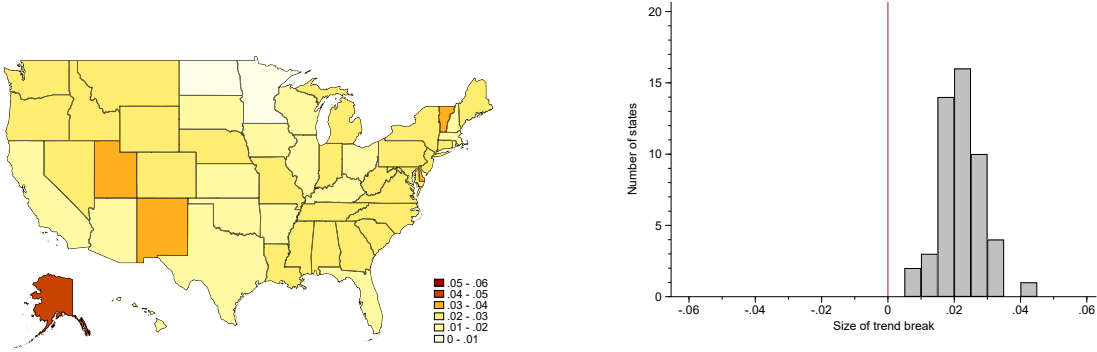 .05 - .06
.04 - .05
.03 - .04
.02 - .03
.01 - .02
0 - .01
Number of states
20
15
10
5
0
-.06
-.04
-.02
0
.02
.04
.06
Size of trend break